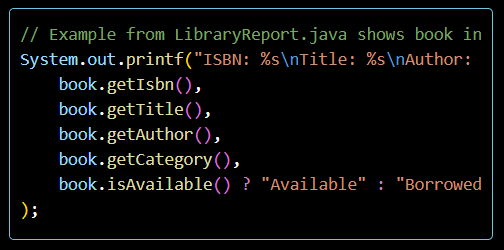 // Example from LibraryReport.java shows book in
System.out.printf("ISBN: %s\nTitle: %s\nAuthor:
    book.getIsbn(),
    book.getTitle(),
    book.getAuthor(),
    book.getCategory(),
    book.isAvailable() ? "Available" : "Borrowed
);